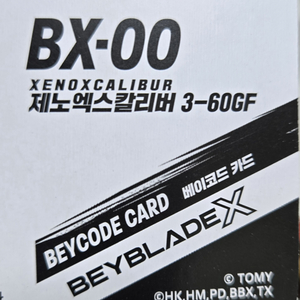 BX-00
XENOXCALIBUR
제노엑스칼리버 3-60GF
BEYCODE CARD 베이코드 카드
BEYBLADE X
© TOMY
©HK,HM,PD,BBX,TX